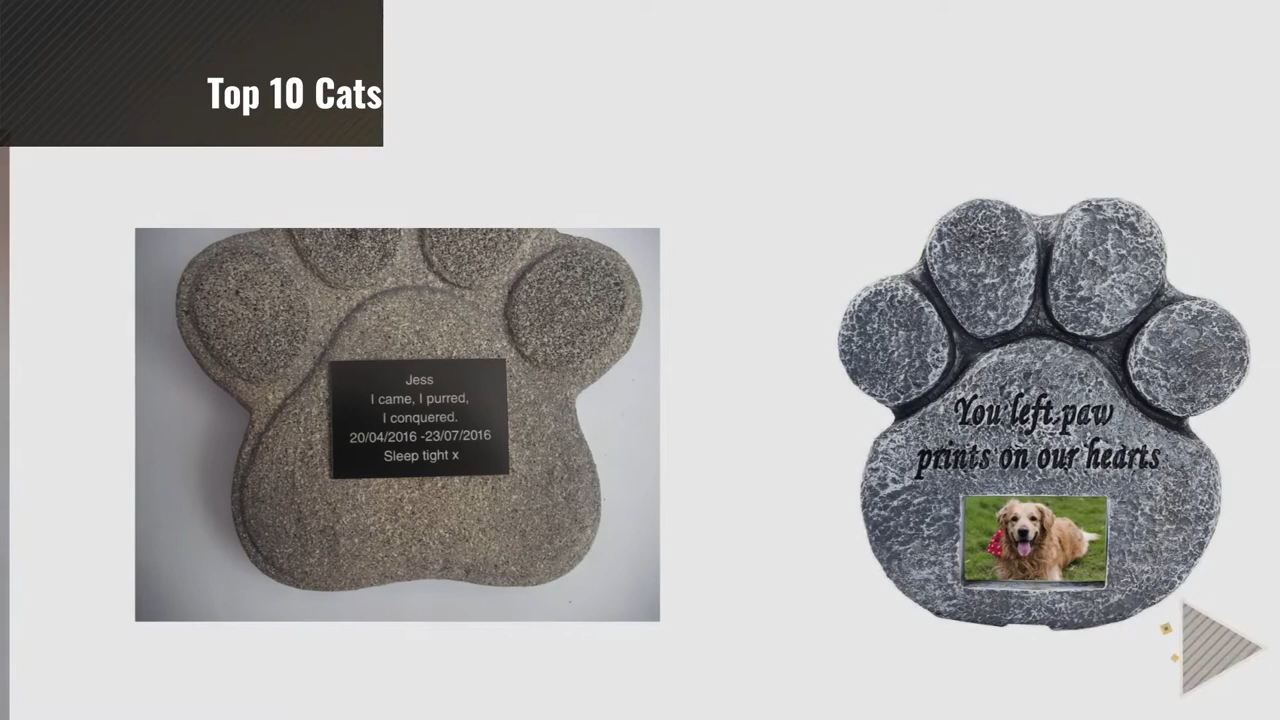 Top 10 Cats
Jess
I came, I purred,
I conquered.
20/04/2016 -23/07/2016
Sleep tight x
You left paw
prints on our hearts